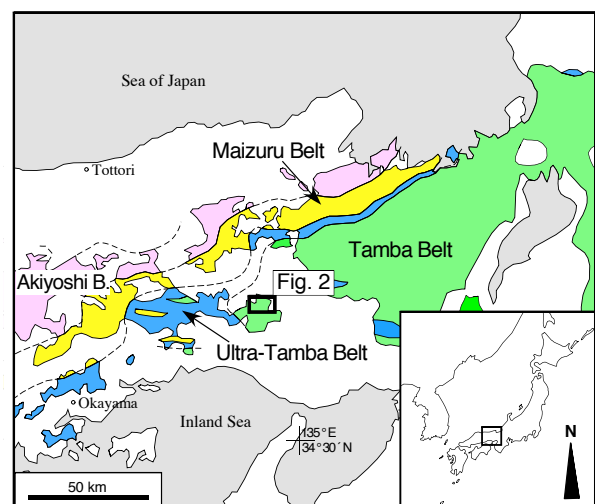 Sea of Japan
Maizuru Belt
Tottori
Tamba Belt
Akiyoshi B.
Fig. 2
Ultra-Tamba Belt
Okayama
Inland Sea
135°E
34°30´N
N
50 km